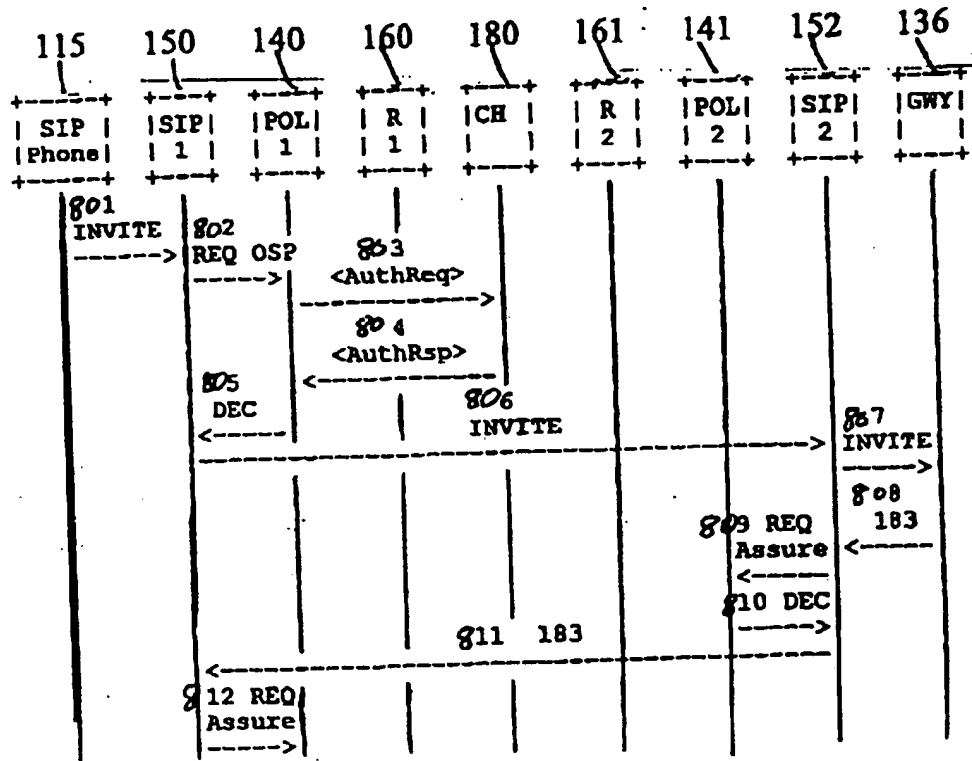 115 150 140 160 180 161 141 152 136
+-----+ +----+ +---+ +---+ +---+ +---+ +---+ +---+ +---+
| SIP | |SIP| |POL| | R | |CH | | R | |POL| |SIP| |GWY|
|Phone| | 1 | | 1 | | 1 | | | | 2 | | 2 | | 2 | | |
+-----+ +----+ +---+ +---+ +---+ +---+ +---+ +---+ +---+
801
INVITE
----->
802
REQ OSP
----->
803
<AuthReq>
---------->
804
<AuthRsp>
<----------
805
DEC
<-----
806
INVITE
------------------------------>
807
INVITE
----->
808
183
<-----
809 REQ
Assure
<-----
810 DEC
----->
811 183
<------------------------------
812 REQ
Assure
----->